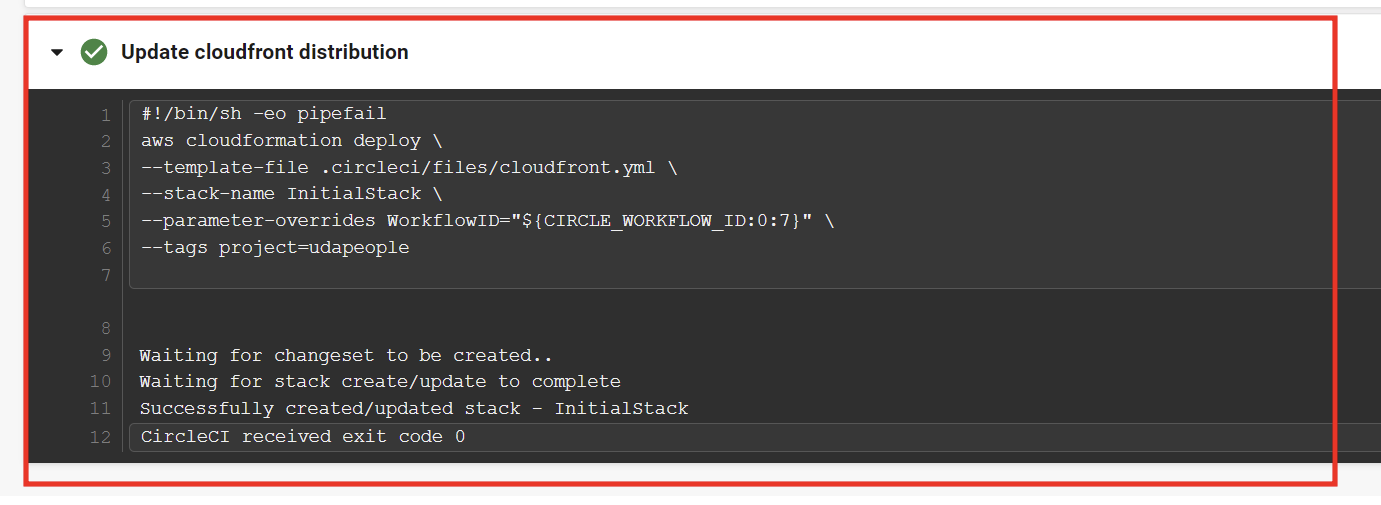 Update cloudfront distribution
1 #!/bin/sh -eo pipefail
2 aws cloudformation deploy \
3 --template-file .circleci/files/cloudfront.yml \
4 --stack-name InitialStack \
5 --parameter-overrides WorkflowID="${CIRCLE_WORKFLOW_ID:0:7}" \
6 --tags project=udapeople
7
8
9 Waiting for changeset to be created..
10 Waiting for stack create/update to complete
11 Successfully created/updated stack - InitialStack
12 CircleCI received exit code 0